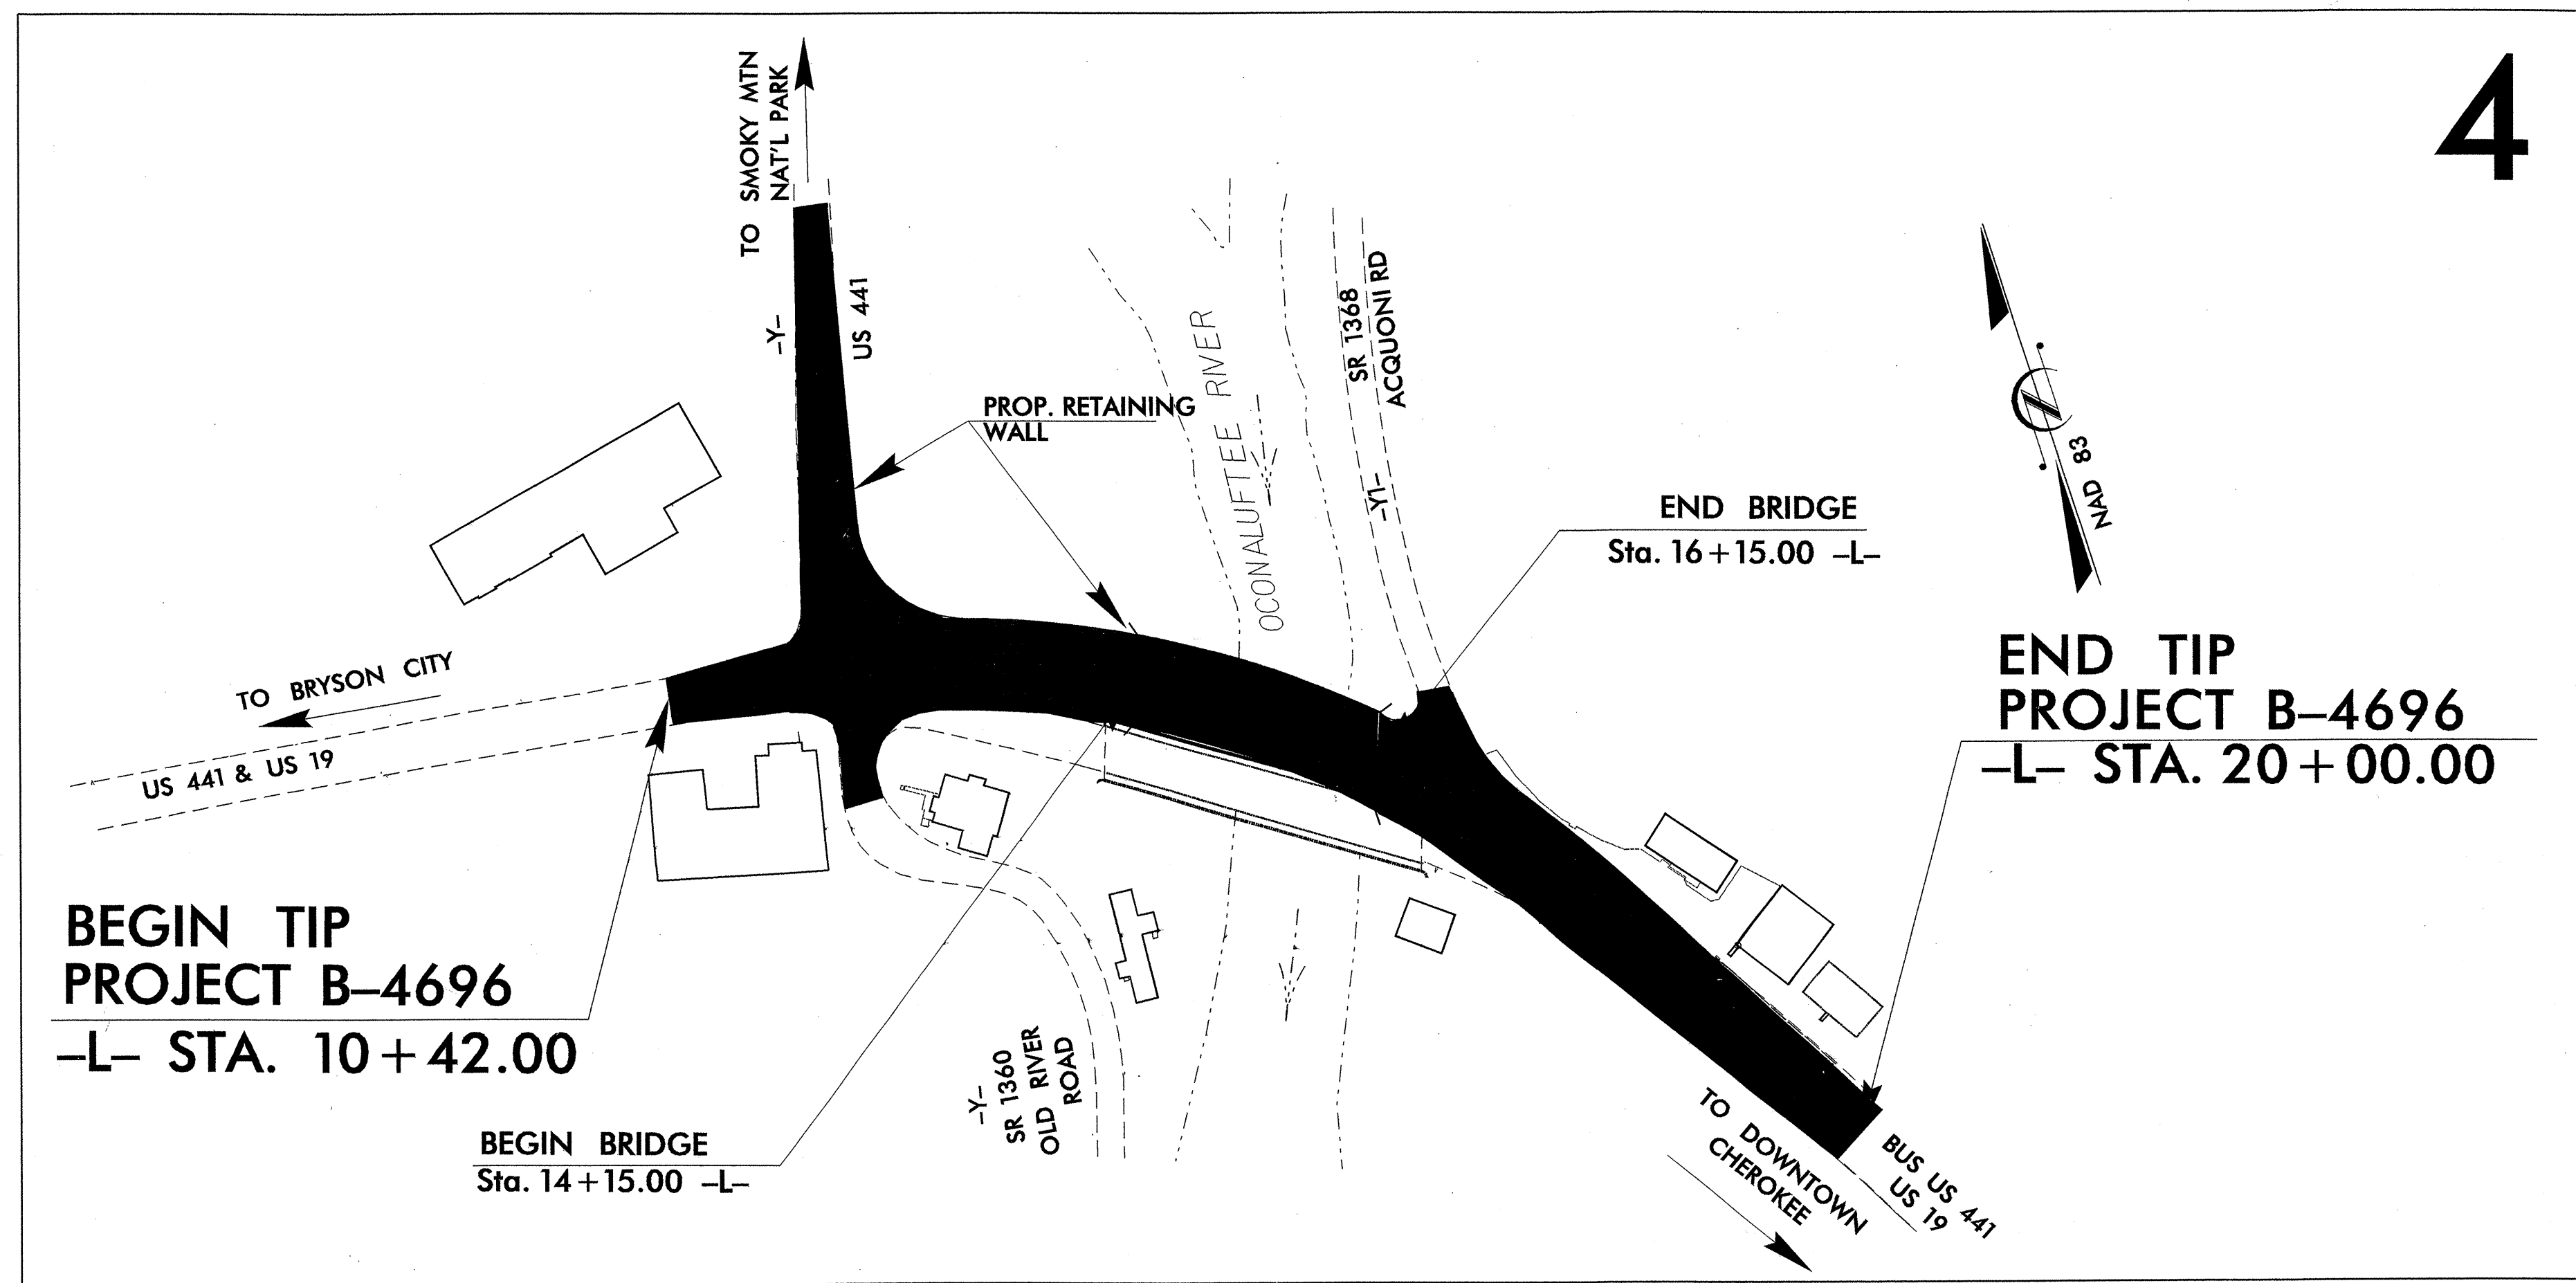 4
TO SMOKY MTN
NAT'L PARK
-Y-
US 441
PROP. RETAINING
WALL
OCONALUFTEE RIVER
SR 1368
ACQUONI RD
-Y1-
END BRIDGE
Sta. 16+15.00 -L-
N
NAD 83
END TIP
PROJECT B-4696
-L- STA. 20+00.00
TO BRYSON CITY
US 441 & US 19
BEGIN TIP
PROJECT B-4696
-L- STA. 10+42.00
BEGIN BRIDGE
Sta. 14+15.00 -L-
-Y-
SR 1360
OLD RIVER
ROAD
TO DOWNTOWN
CHEROKEE
BUS US 441
US 19